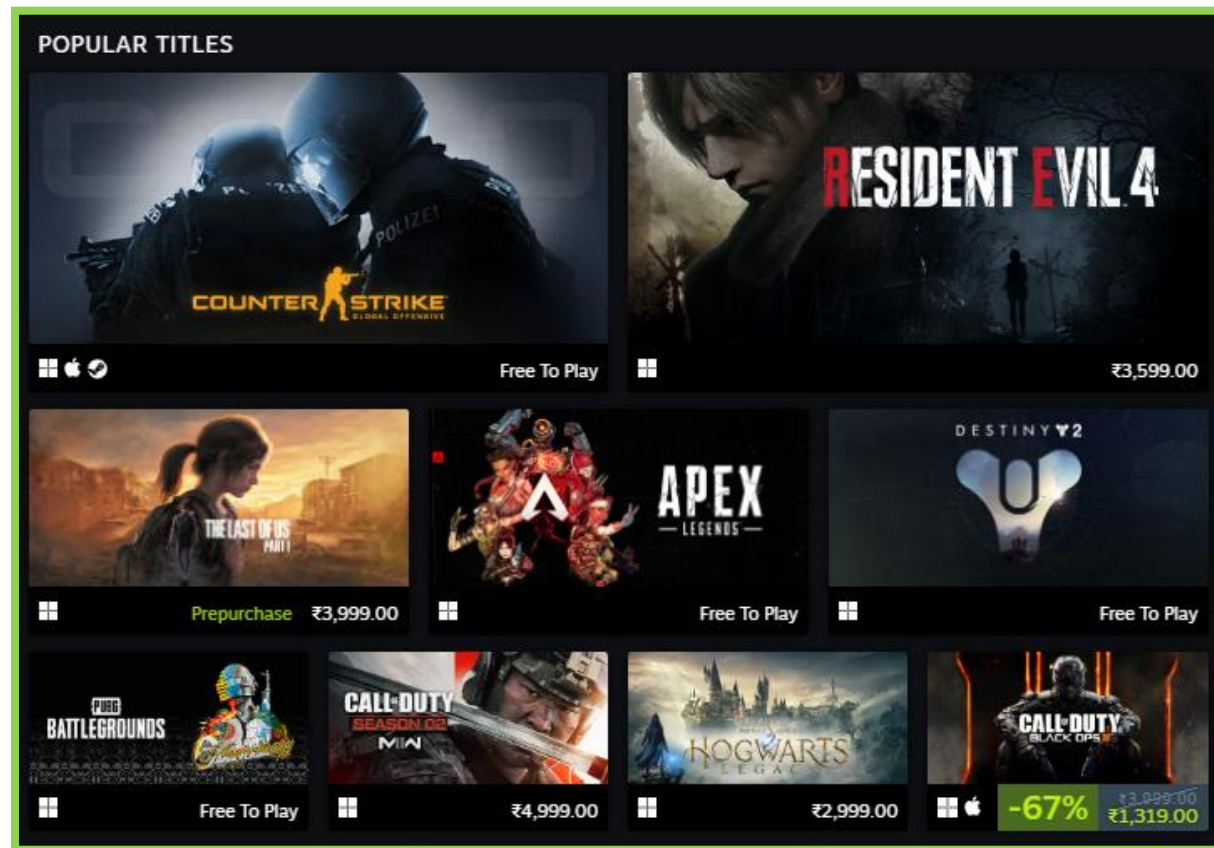 POPULAR TITLES
POLIZEI
COUNTER STRIKE
GLOBAL OFFENSIVE
Free To Play
RESIDENT EVIL 4
₹3,599.00
THE LAST OF US
PART I
Prepurchase ₹3,999.00
APEX
LEGENDS
Free To Play
DESTINY 2
Free To Play
PUBG
BATTLEGROUNDS
Free To Play
CALL OF DUTY
SEASON 02
MW
₹4,999.00
HOGWARTS
LEGACY
₹2,999.00
CALL OF DUTY
BLACK OPS III
-67%
₹3,999.00
₹1,319.00